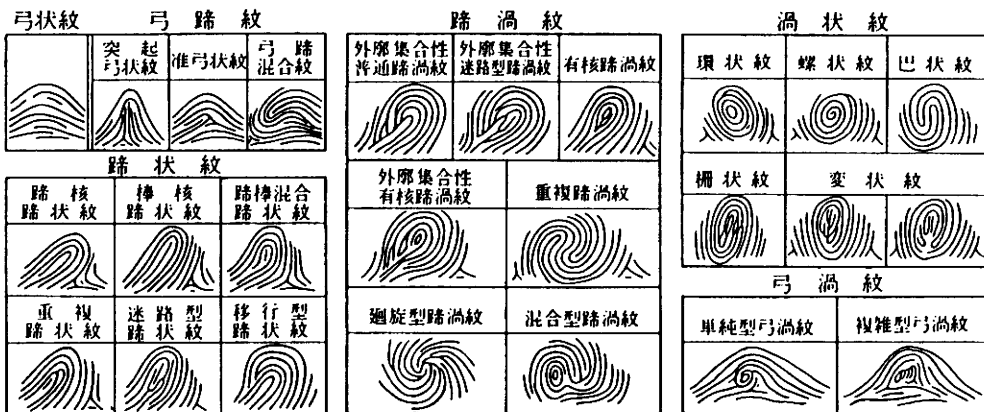 弓状紋
弓蹄紋
突起
弓状紋
准弓状紋
弓蹄
混合紋
蹄状紋
蹄核
蹄状紋
棒核
蹄状紋
蹄棒混合
蹄状紋
重複
蹄状紋
迷路型
蹄状紋
移行型
蹄状紋
蹄渦紋
外廓集合性
普通蹄渦紋
外廓集合性
迷路型蹄渦紋
有核蹄渦紋
外廓集合性
有核蹄渦紋
重複蹄渦紋
廻旋型蹄渦紋
混合型蹄渦紋
渦状紋
環状紋
螺状紋
巴状紋
柵状紋
変状紋
弓渦紋
単純型弓渦紋
複雑型弓渦紋